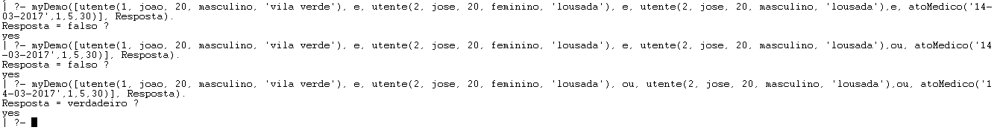 | ?- myDemo([utente(1, joao, 20, masculino, 'vila verde'), e, utente(2, jose, 20, feminino, 'lousada'), e, utente(2, jose, 20, masculino, 'lousada'),e, atoMedico('14-
03-2017',1,5,30)], Resposta).
Resposta = falso ?
yes
| ?- myDemo([utente(1, joao, 20, masculino, 'vila verde'), e, utente(2, jose, 20, feminino, 'lousada'), e, utente(2, jose, 20, masculino, 'lousada'),ou, atoMedico('14
-03-2017',1,5,30)], Resposta).
Resposta = falso ?
yes
| ?- myDemo([utente(1, joao, 20, masculino, 'vila verde'), e, utente(2, jose, 20, feminino, 'lousada'), ou, utente(2, jose, 20, masculino, 'lousada'),ou, atoMedico('1
4-03-2017',1,5,30)], Resposta).
Resposta = verdadeiro ?
yes
| ?-